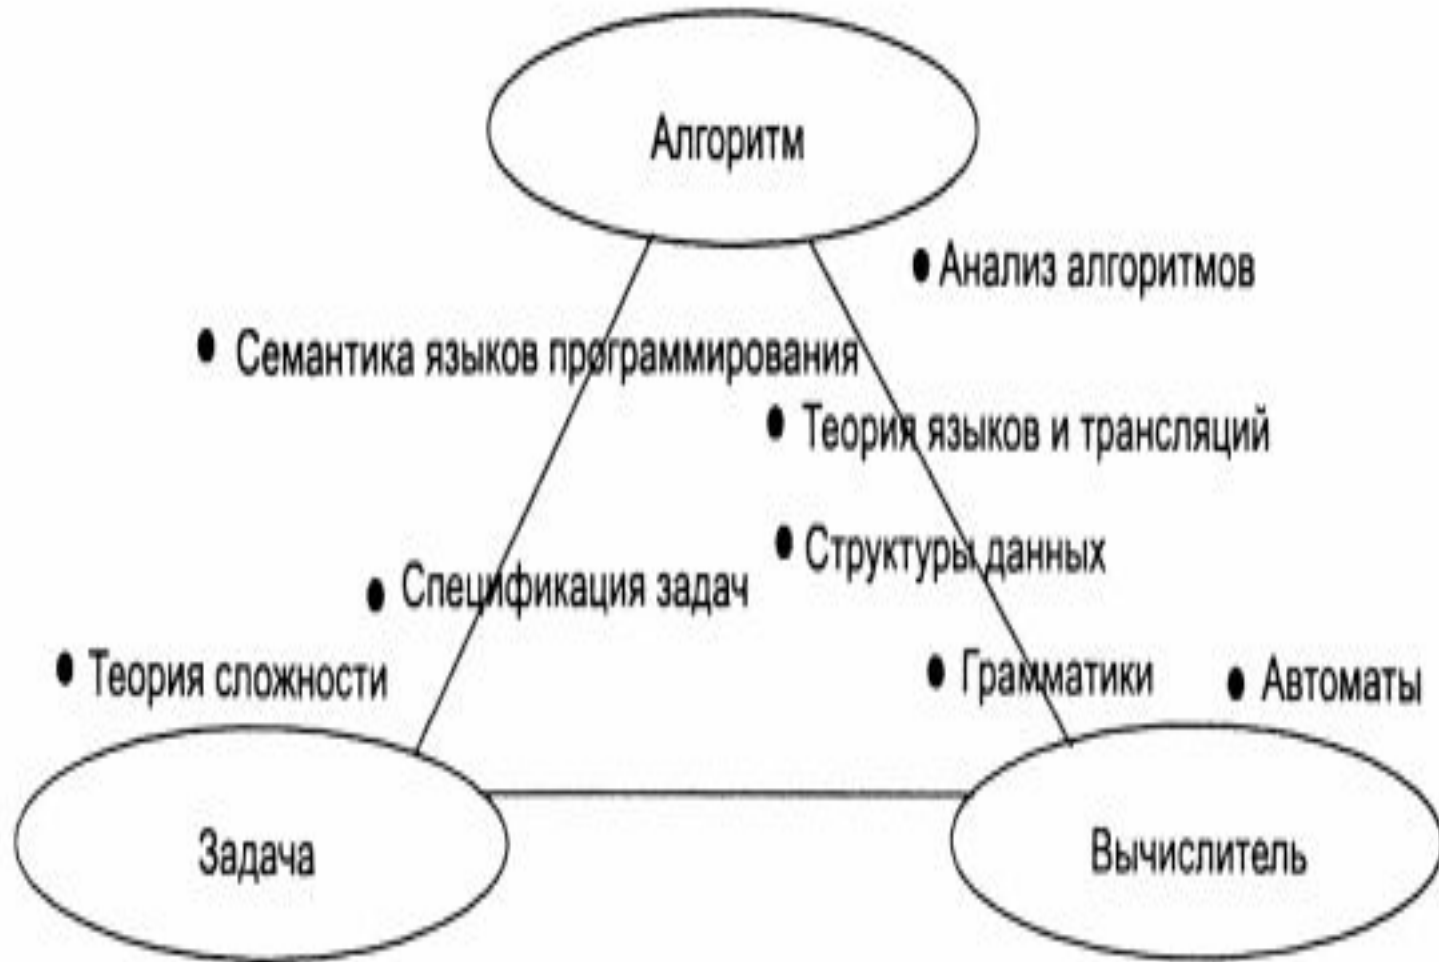 Алгоритм
• Анализ алгоритмов
• Семантика языков программирования
• Теория языков и трансляций
• Структуры данных
• Спецификация задач
• Теория сложности
• Грамматики
• Автоматы
Задача
Вычислитель